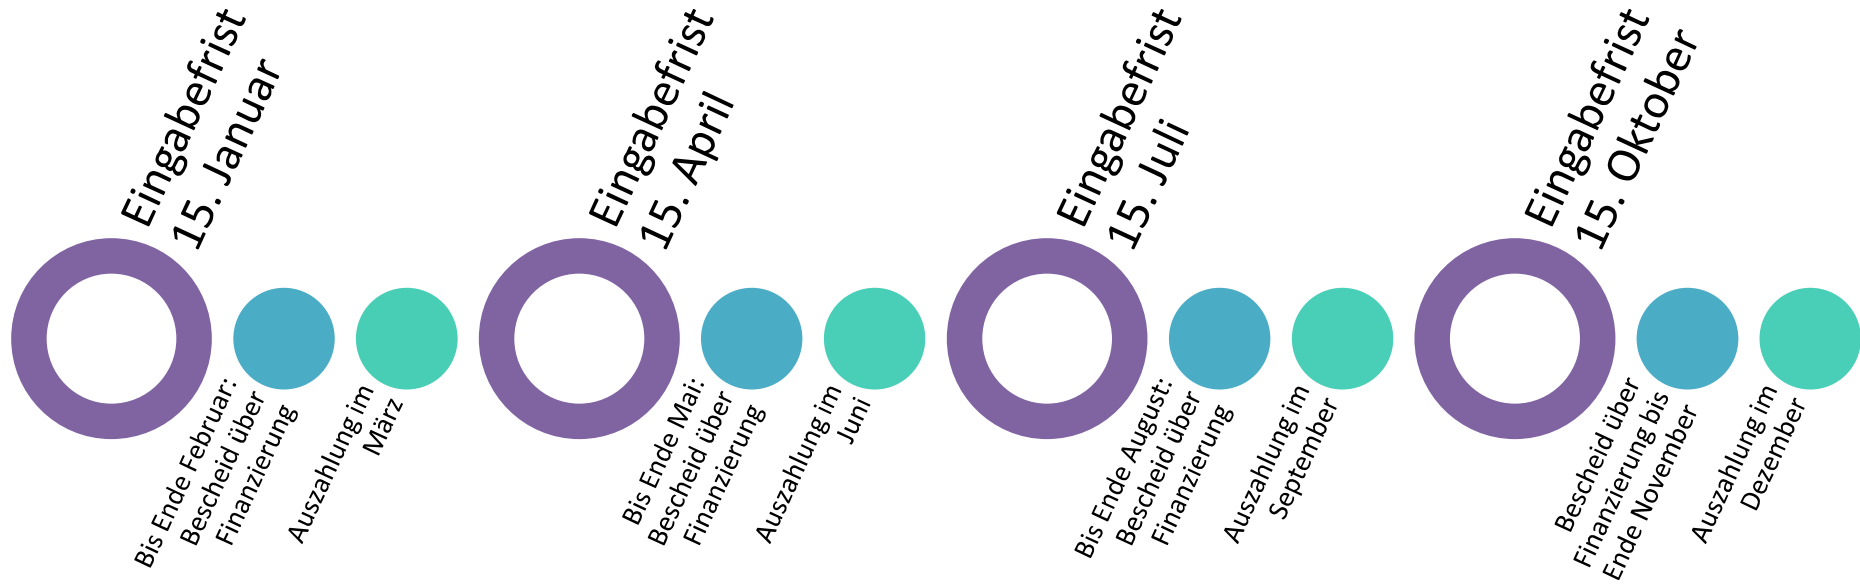 Eingabefrist
15. Januar
Bis Ende Februar:
Bescheid über
Finanzierung
Auszahlung im
März
Eingabefrist
15. April
Bis Ende Mai:
Bescheid über
Finanzierung
Auszahlung im
Juni
Eingabefrist
15. Juli
Bis Ende August:
Bescheid über
Finanzierung
Auszahlung im
September
Eingabefrist
15. Oktober
Bescheid über
Finanzierung bis
Ende November
Auszahlung im
Dezember